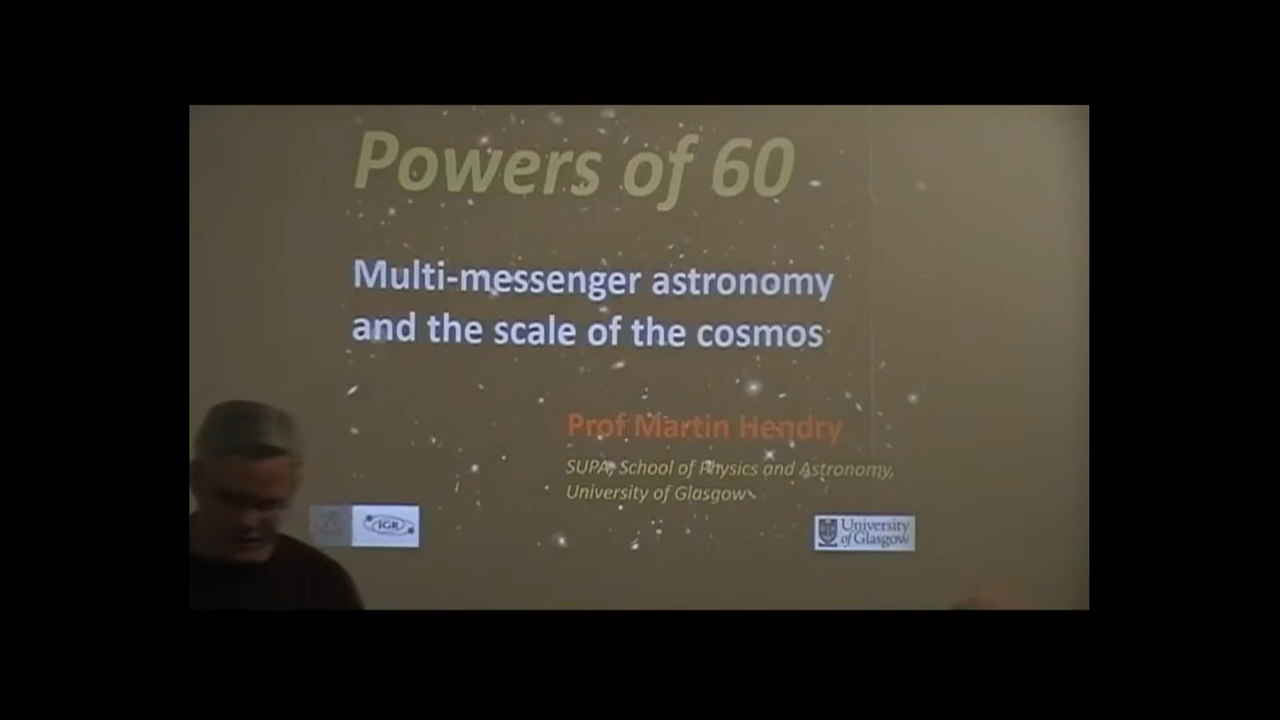 Powers of 60
Multi-messenger astronomy
and the scale of the cosmos
Prof Martin Hendry
SUPA, School of Physics and Astronomy,
University of Glasgow
IGR
University
of Glasgow